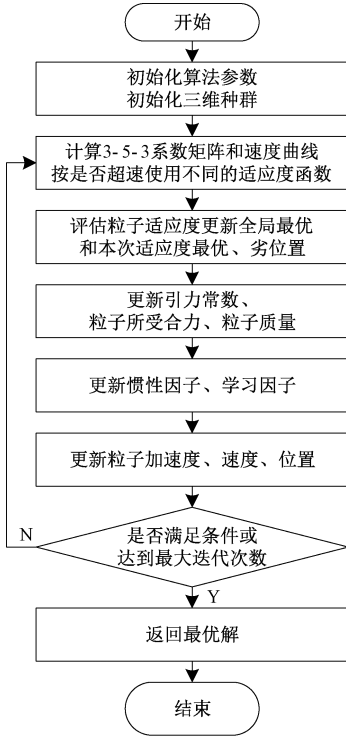 开始
初始化算法参数
初始化三维种群
计算3-5-3系数矩阵和速度曲线
按是否超速使用不同的适应度函数
评估粒子适应度更新全局最优
和本次适应度最优、劣位置
更新引力常数、
粒子所受合力、粒子质量
更新惯性因子、学习因子
更新粒子加速度、速度、位置
是否满足条件或
达到最大迭代次数
N
Y
返回最优解
结束